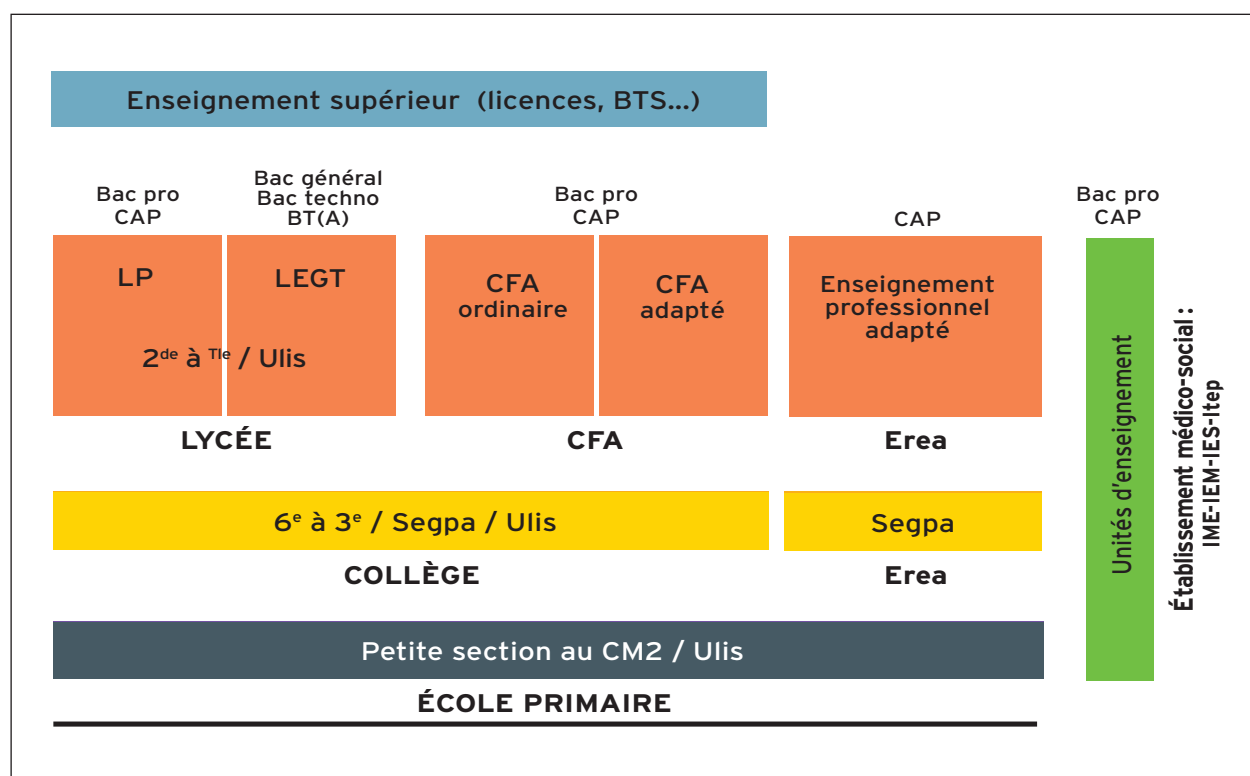 Enseignement supérieur (licences, BTS...)
Bac pro
CAP
Bac général
Bac techno
BT(A)
Bac pro
CAP
CAP
Bac pro
CAP
LP
LEGT
2de à Tle / Ulis
CFA
ordinaire
CFA
adapté
Enseignement
professionnel
adapté
LYCÉE
CFA
Erea
6e à 3e / Segpa / Ulis
Segpa
COLLÈGE
Erea
Petite section au CM2 / Ulis
ÉCOLE PRIMAIRE
Unités d'enseignement
Établissement médico-social :
IME-IEM-IES-Itep